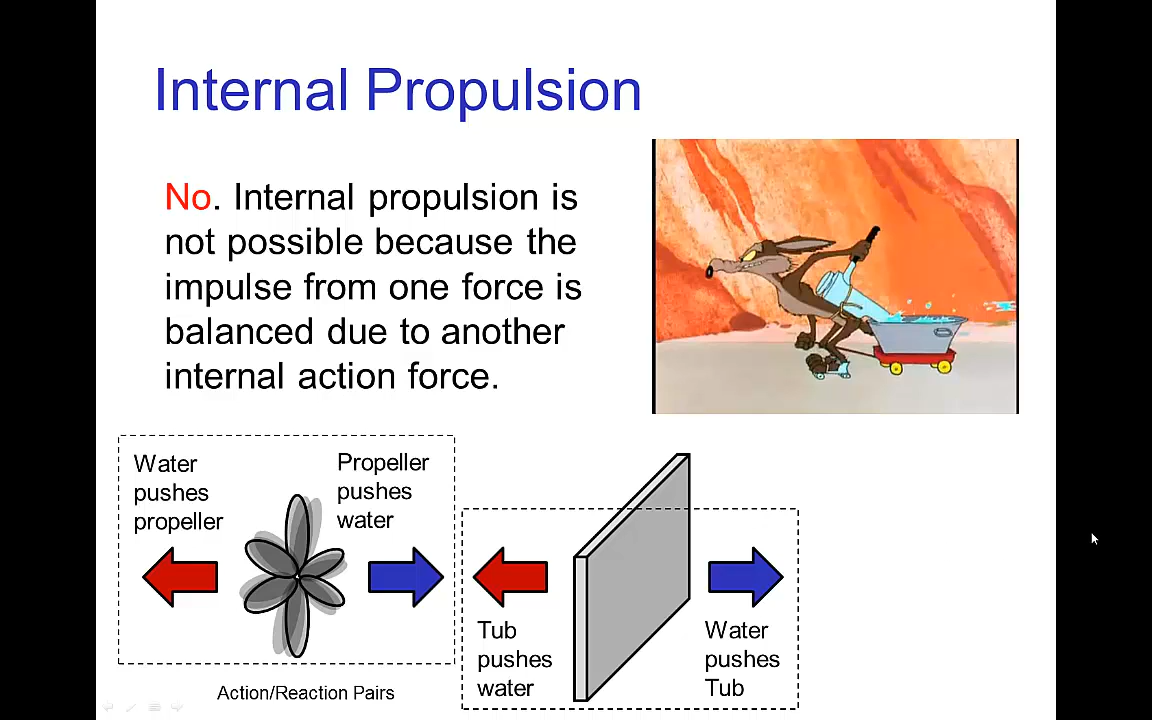 Internal Propulsion
No. Internal propulsion is
not possible because the
impulse from one force is
balanced due to another
internal action force.
Water
pushes
propeller
Propeller
pushes
water
Tub
pushes
water
Water
pushes
Tub
Action/Reaction Pairs